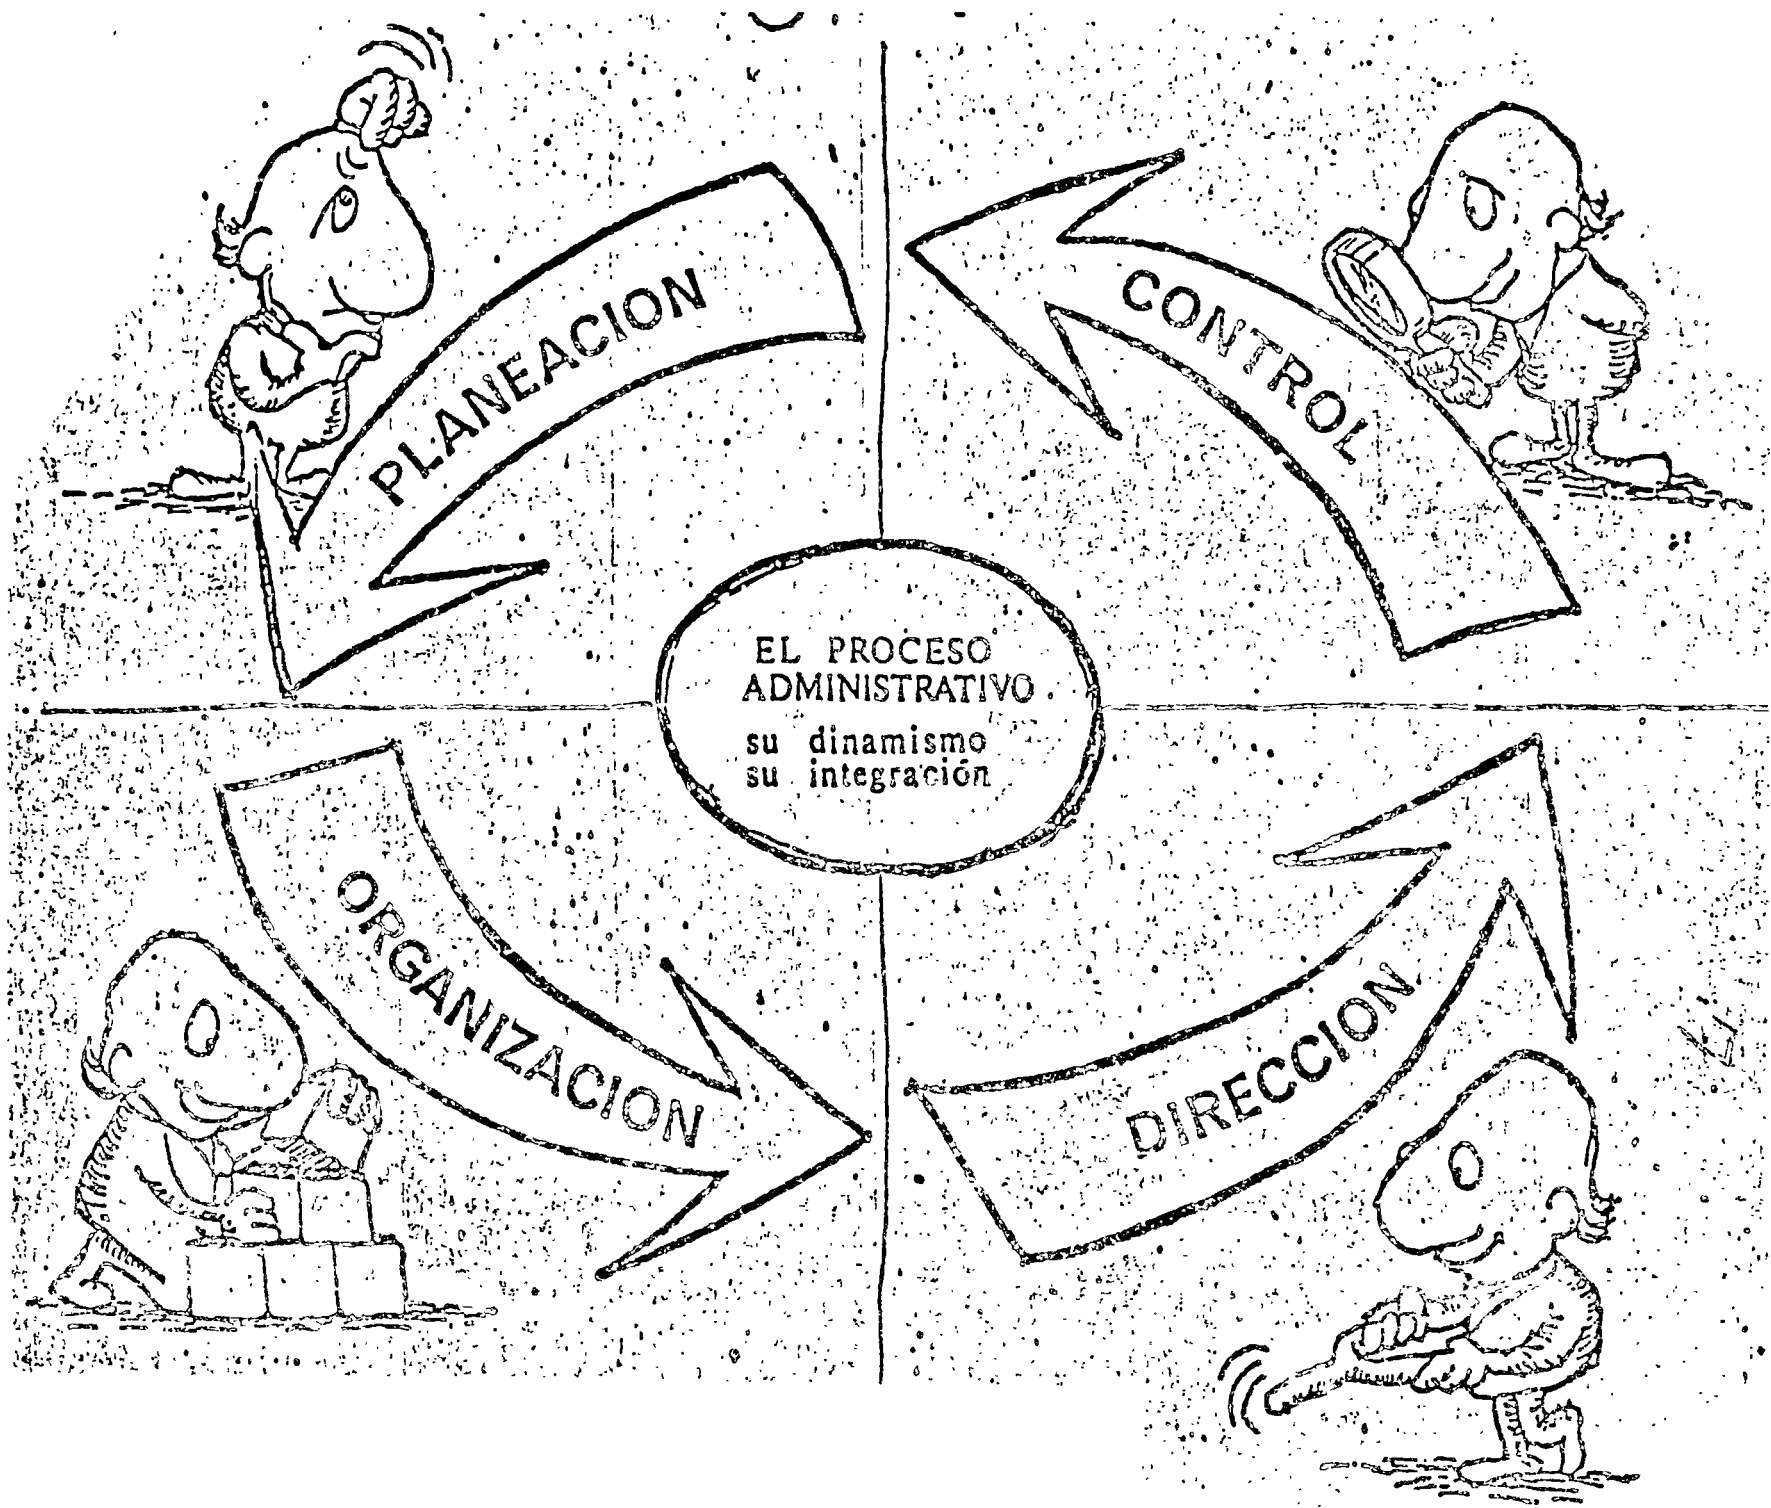 PLANEACION
CONTROL
EL PROCESO
ADMINISTRATIVO
su dinamismo
su integración
ORGANIZACION
DIRECCION